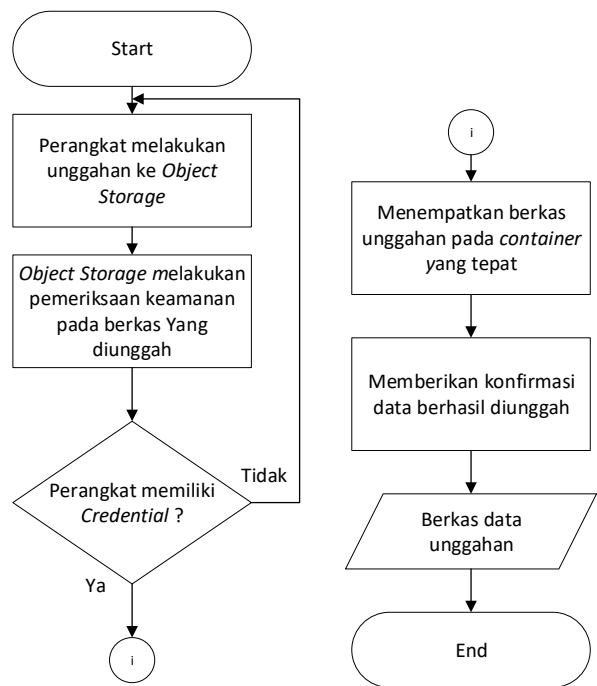 Start
Perangkat melakukan
unggahan ke Object
Storage
Object Storage melakukan
pemeriksaan keamanan
pada berkas Yang
diunggah
Perangkat memiliki
Credential ?
Tidak
Ya
i
i
Menempatkan berkas
unggahan pada container
yang tepat
Memberikan konfirmasi
data berhasil diunggah
Berkas data
unggahan
End